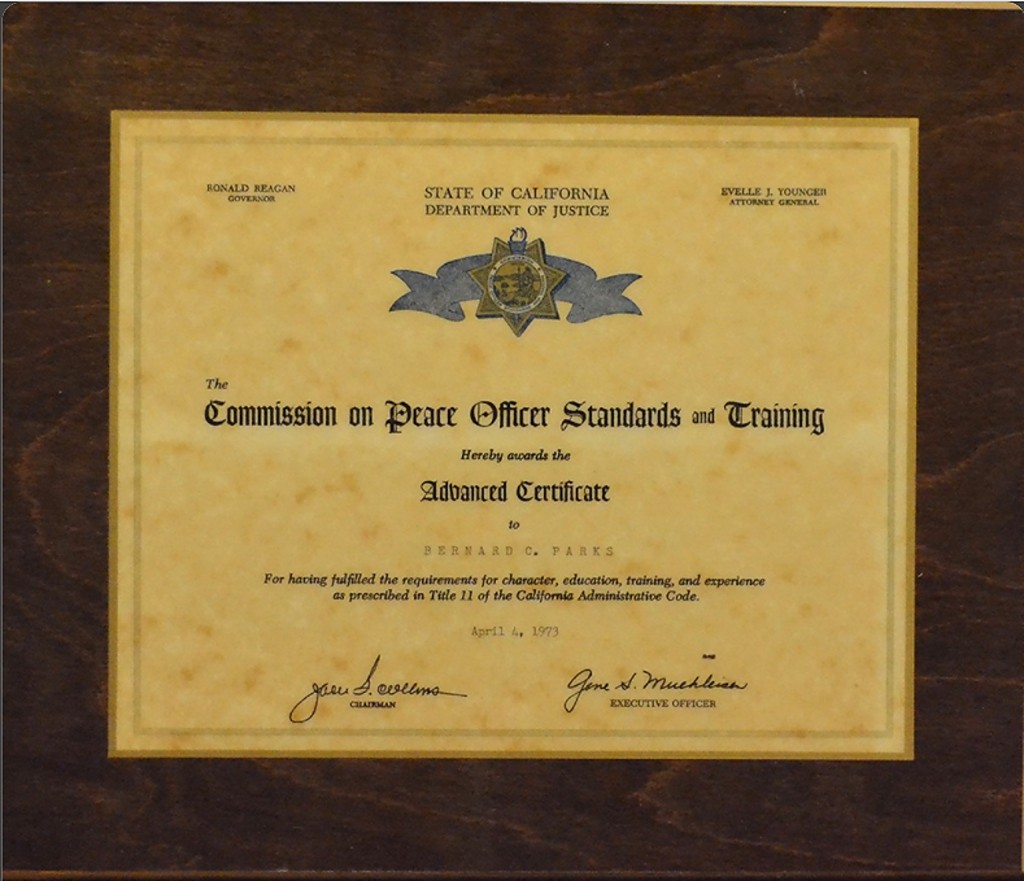 RONALD REAGAN
GOVERNOR
STATE OF CALIFORNIA
DEPARTMENT OF JUSTICE
EVELLE J. YOUNGER
ATTORNEY GENERAL
The
Commission on Peace Officer Standards and Training
Hereby awards the
Advanced Certificate
to
BERNARD C. PARKS
For having fulfilled the requirements for character, education, training, and experience
as prescribed in Title 11 of the California Administrative Code.
April 4, 1973
Gene S. Muehleisen
CHAIRMAN
EXECUTIVE OFFICER